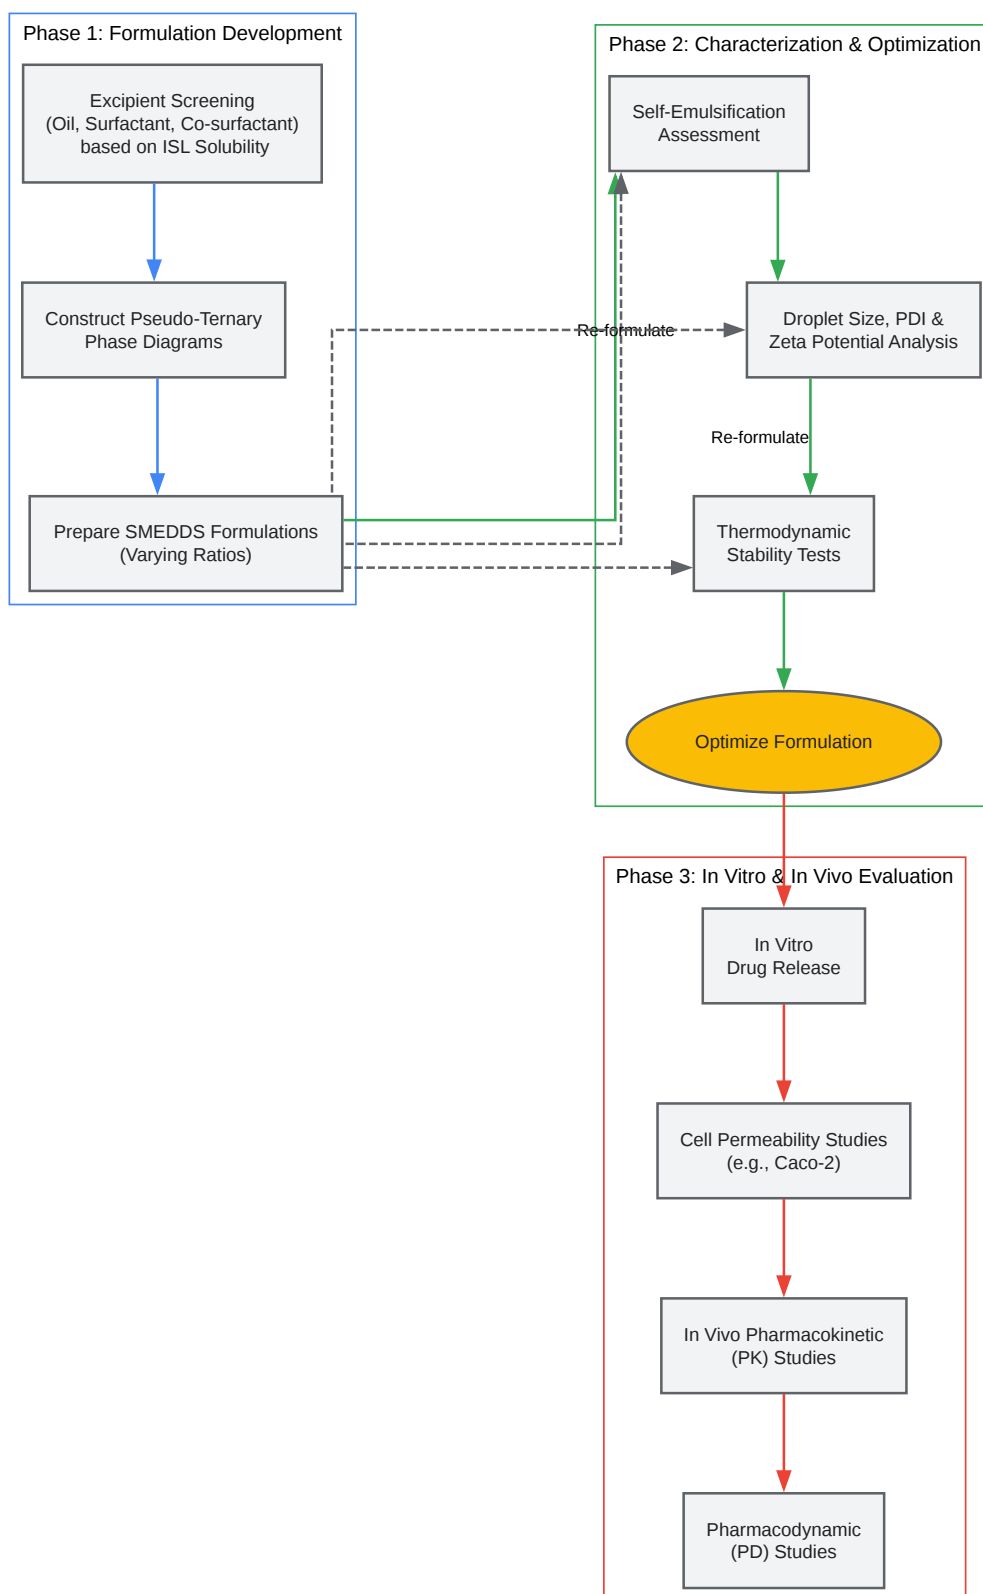 Phase 1: Formulation Development
Excipient Screening
(Oil, Surfactant, Co-surfactant)
based on ISL Solubility
Construct Pseudo-Ternary
Phase Diagrams
Prepare SMEDDS Formulations
(Varying Ratios)
Phase 2: Characterization & Optimization
Self-Emulsification
Assessment
Re-formulate
Droplet Size, PDI &
Zeta Potential Analysis
Re-formulate
Thermodynamic
Stability Tests
Optimize Formulation
Phase 3: In Vitro & In Vivo Evaluation
In Vitro
Drug Release
Cell Permeability Studies
(e.g., Caco-2)
In Vivo Pharmacokinetic
(PK) Studies
Pharmacodynamic
(PD) Studies